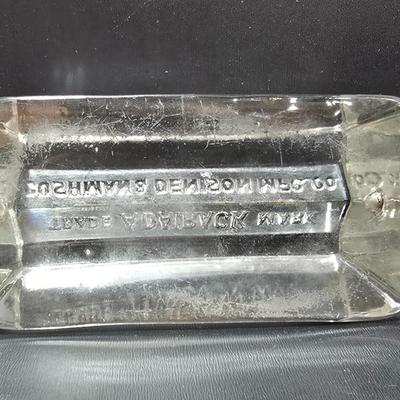 TRADE MARK
CUSHMAN & DENISON MFG. CO